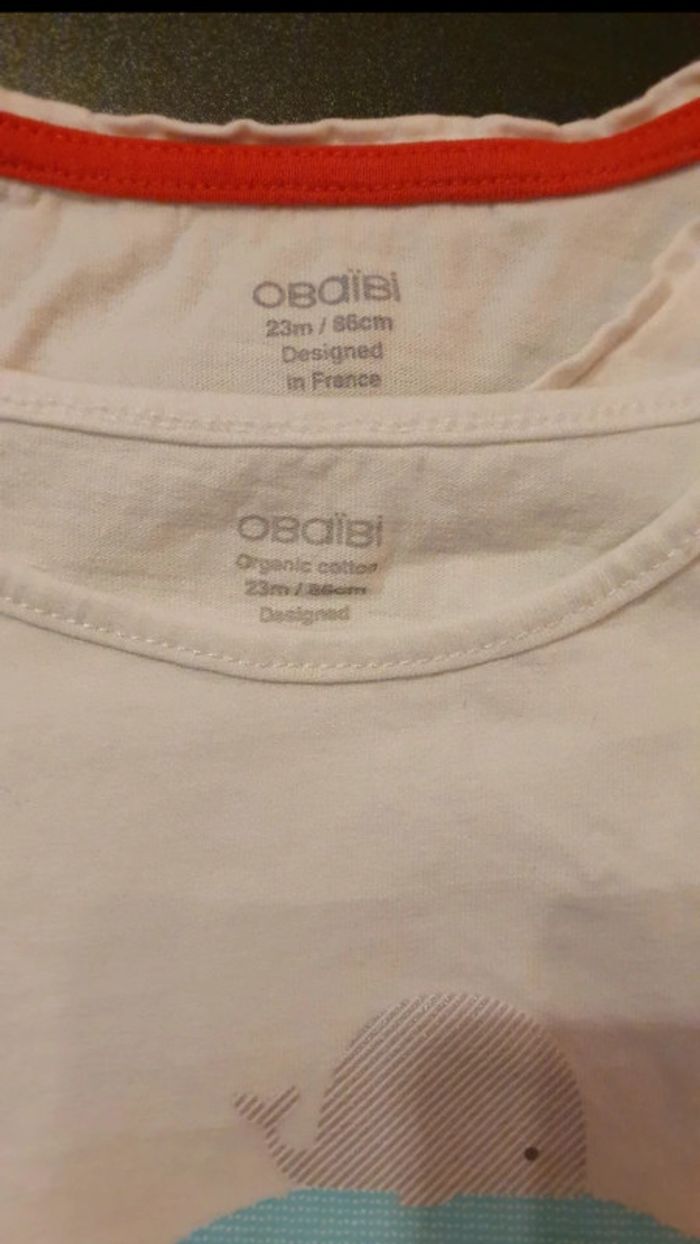 OBaïBi
23m / 86cm
Designed
in France
OBaïBi
Organic cotton
23m / 86cm
Designed